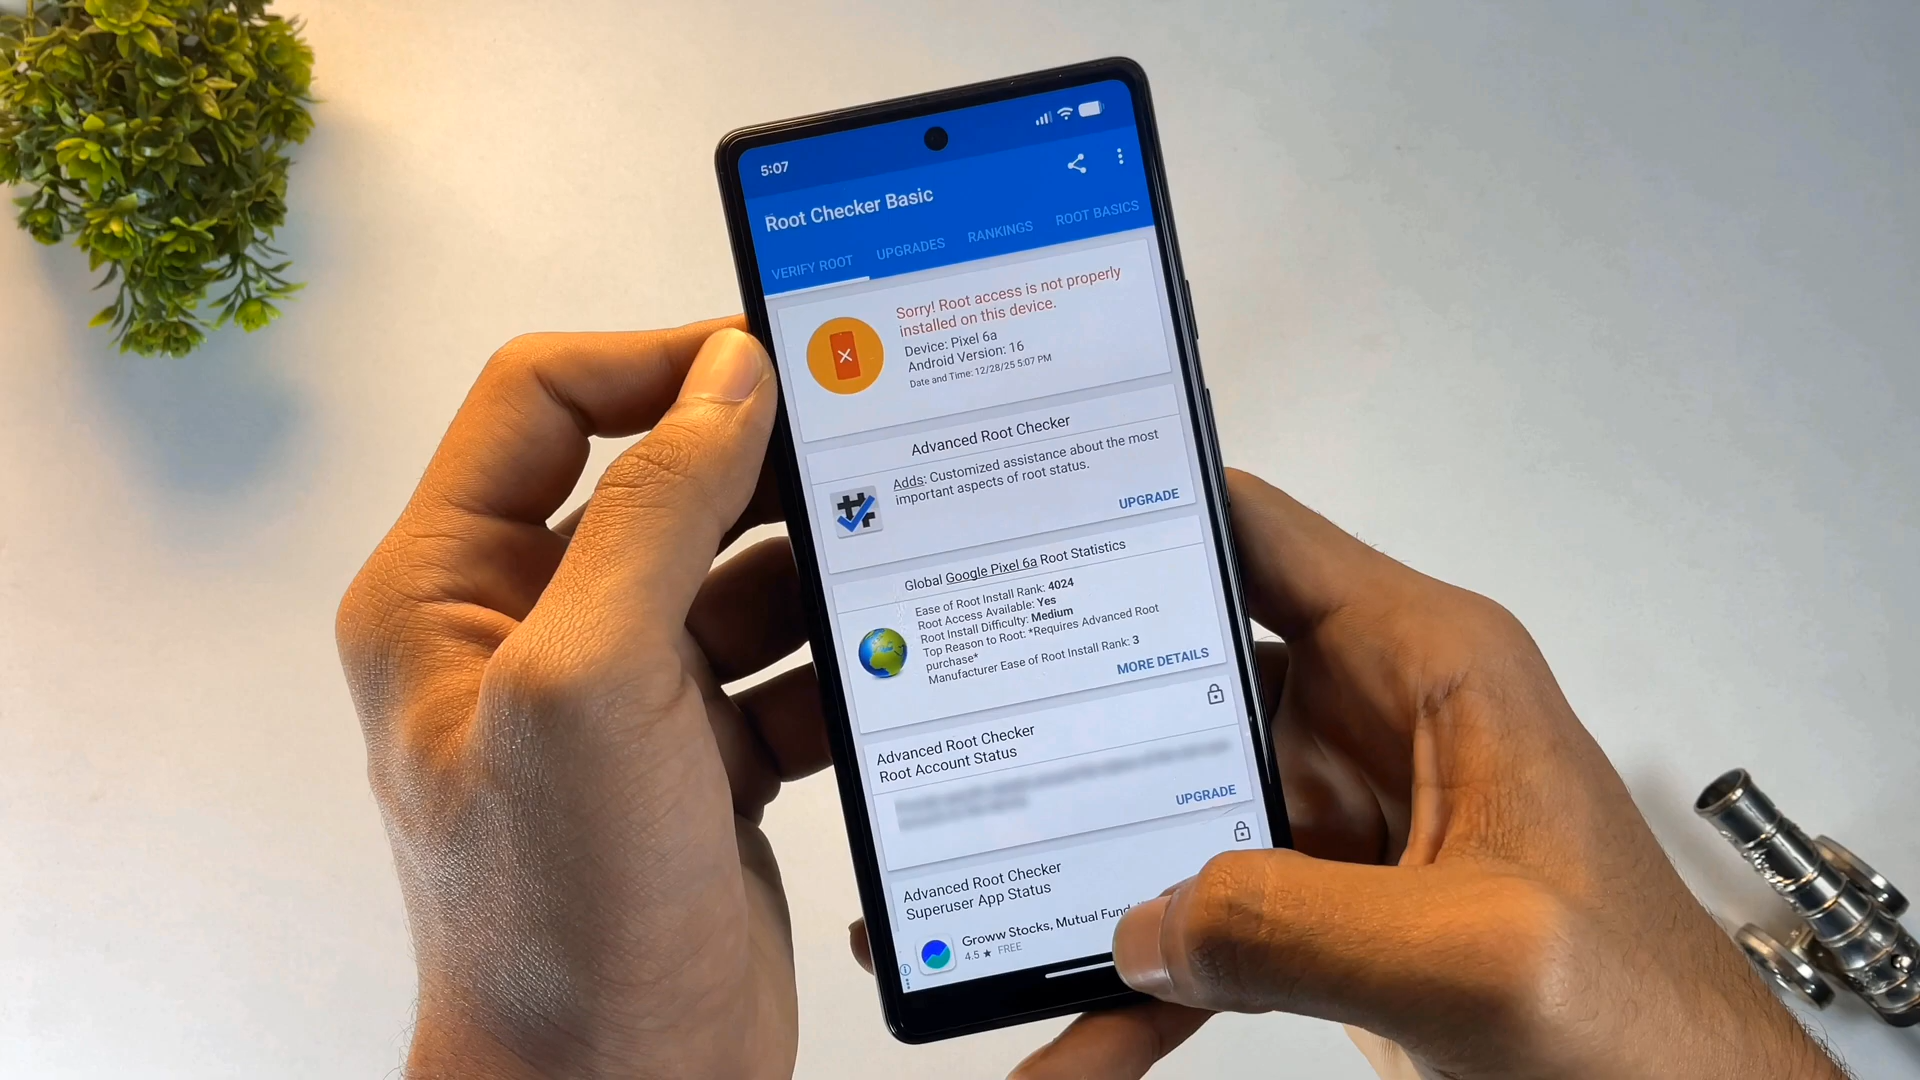 5:07
Root Checker Basic
VERIFY ROOT
UPGRADES
RANKINGS
ROOT BASICS
Sorry! Root access is not properly
installed on this device.
Device: Pixel 6a
Android Version: 16
Date and Time: 12/28/25 5:07 PM
Advanced Root Checker
Adds: Customized assistance about the most
important aspects of root status.
UPGRADE
Global Google Pixel 6a Root Statistics
Ease of Root Install Rank: 4024
Root Access Available: Yes
Root Install Difficulty: Medium
Top Reason to Root: *Requires Advanced Root
purchase*
Manufacturer Ease of Root Install Rank: 3
MORE DETAILS
Advanced Root Checker
Root Account Status
UPGRADE
Advanced Root Checker
Superuser App Status
Groww Stocks, Mutual Fund
4.5 ★ FREE